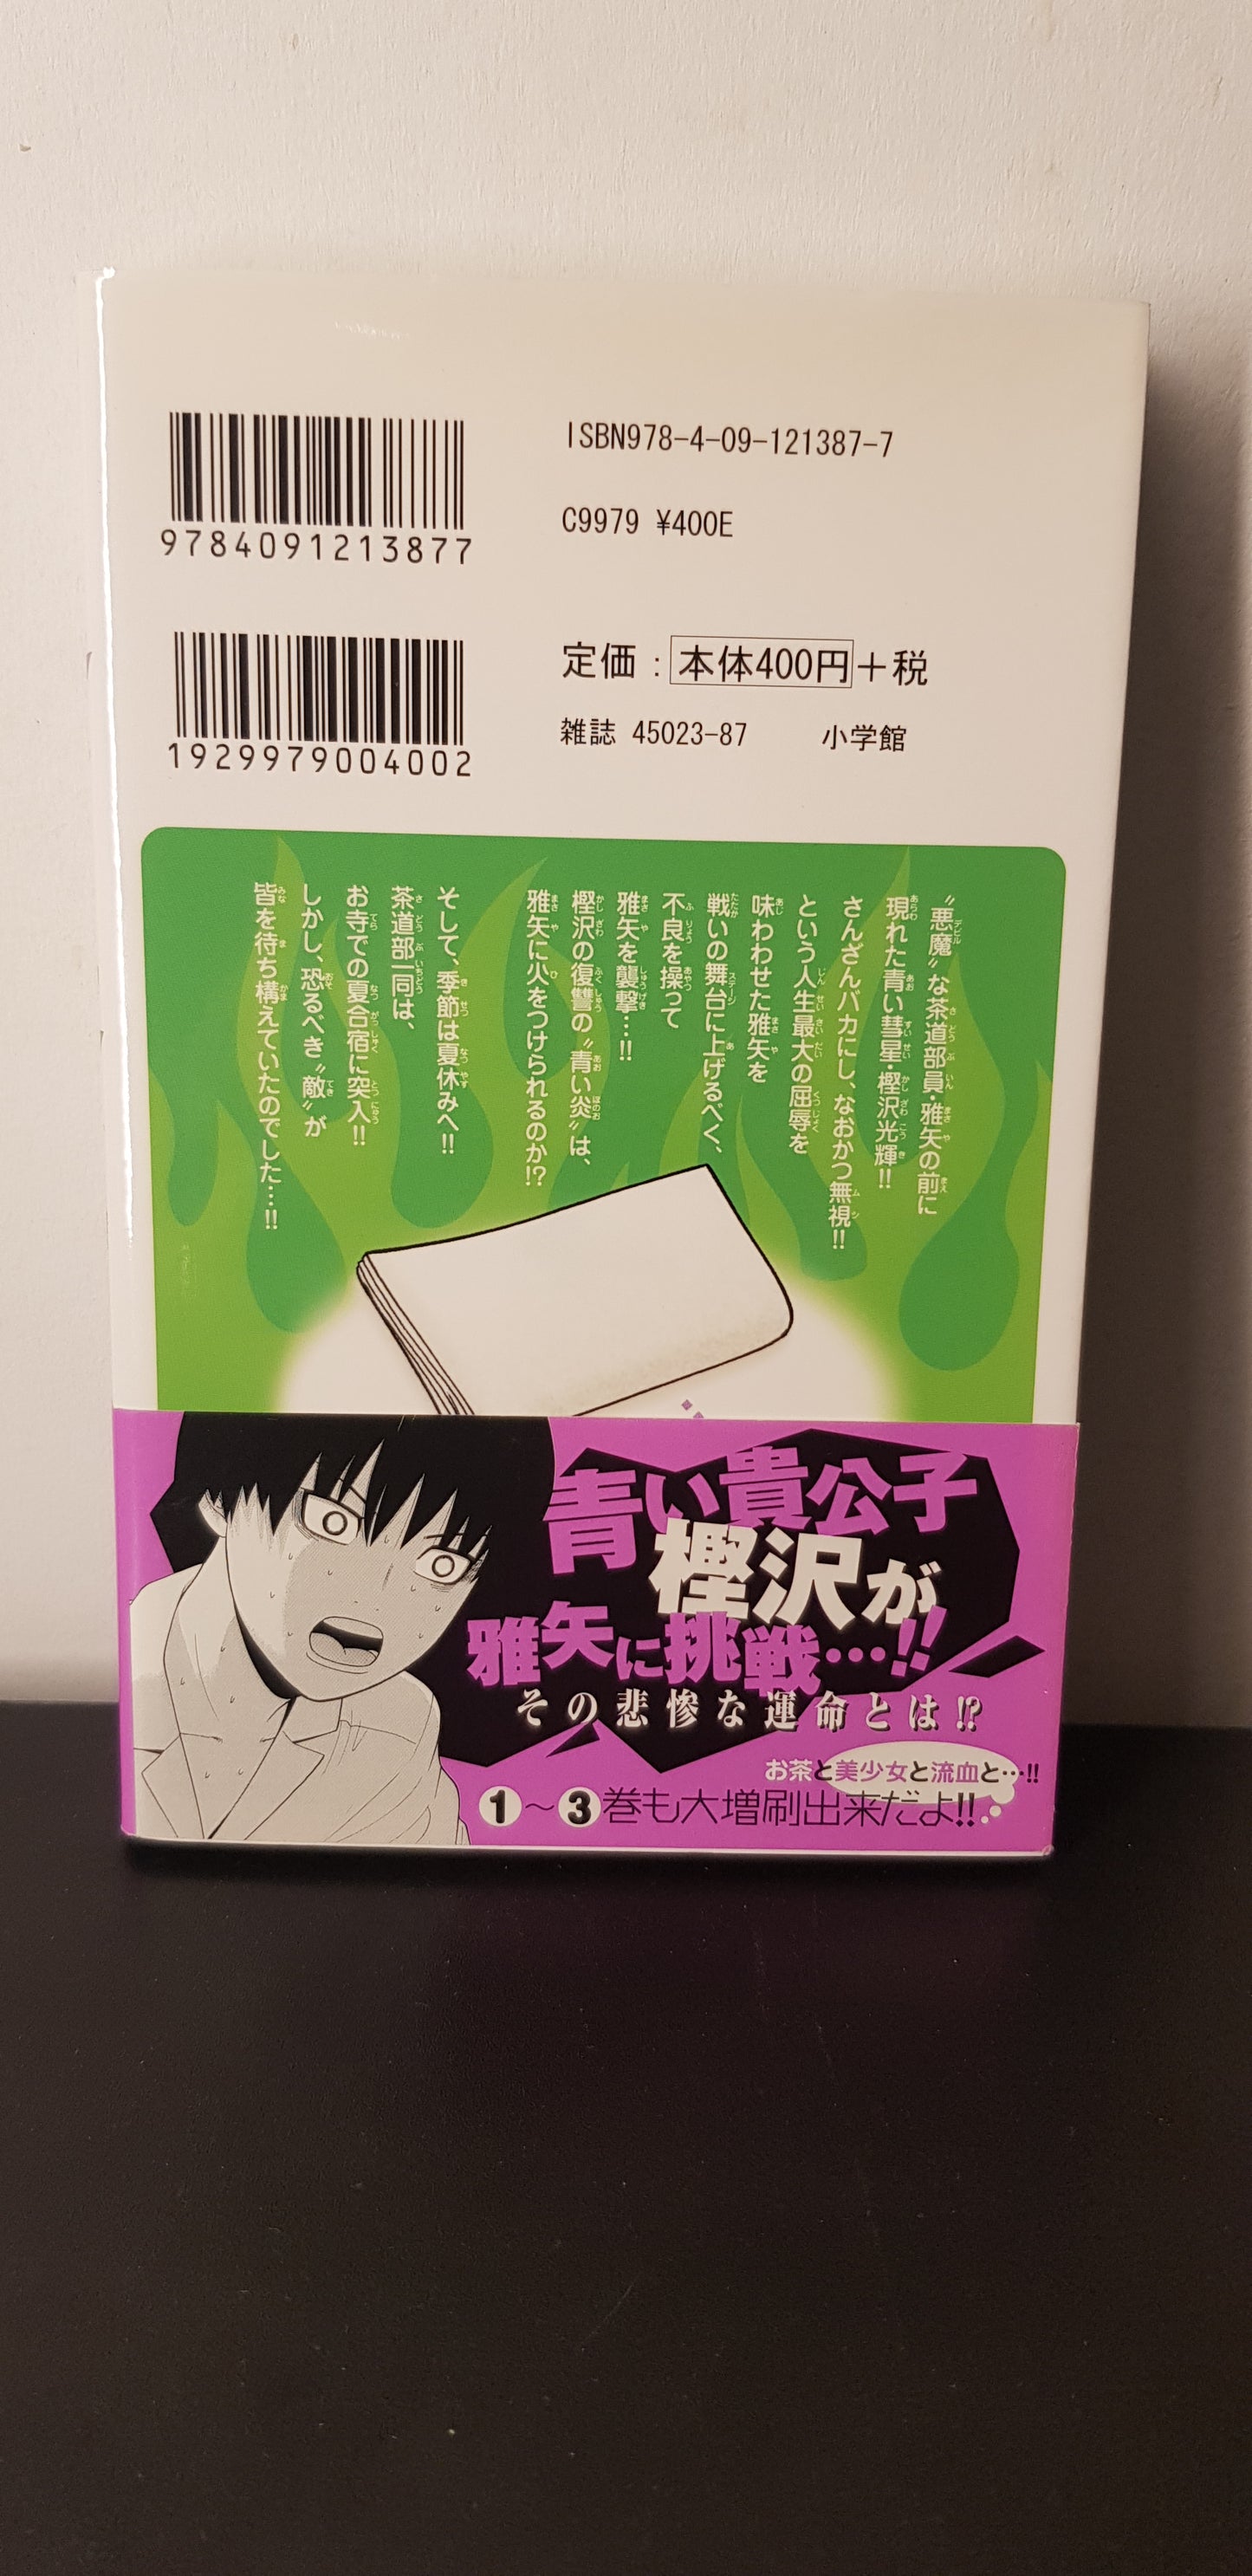 ISBN978-4-09-121387-7
9784091213877
C9979 ¥400E
定価：本体400円＋税
1929979004002
雑誌 45023-87 小学館
〝悪魔〟な茶道部員・雅矢の前に
現れた青い彗星・樫沢光輝!!
さんざんバカにし、なおかつ無視!!
という人生最大の屈辱を
味わわせた雅矢を
戦いの舞台に上げるべく、
不良を操って
雅矢を襲撃…!!
樫沢の復讐の〝青い炎〟は、
雅矢に火をつけられるのか!?
そして、季節は夏休みへ!!
茶道部一同は、
お寺での夏合宿に突入!!
しかし、恐るべき〝敵〟が
皆を待ち構えていたのでした…!!
青い貴公子
樫沢が
雅矢に挑戦…!!
その悲惨な運命とは!?
お茶と美少女と流血と…!!
1～3巻も大増刷出来だよ!!